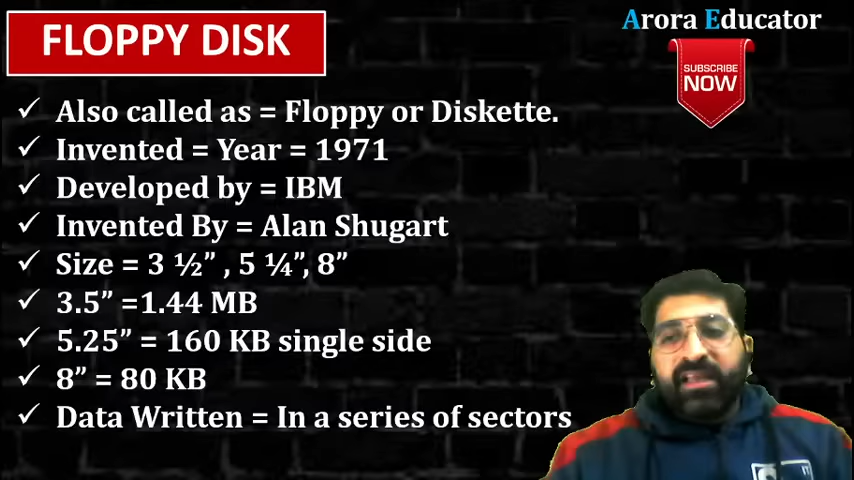 FLOPPY DISK
Arora Educator
SUBSCRIBE
NOW
✓ Also called as = Floppy or Diskette.
✓ Invented = Year = 1971
✓ Developed by = IBM
✓ Invented By = Alan Shugart
✓ Size = 3 ½” , 5 ¼”, 8”
✓ 3.5” =1.44 MB
✓ 5.25” = 160 KB single side
✓ 8” = 80 KB
✓ Data Written = In a series of sectors